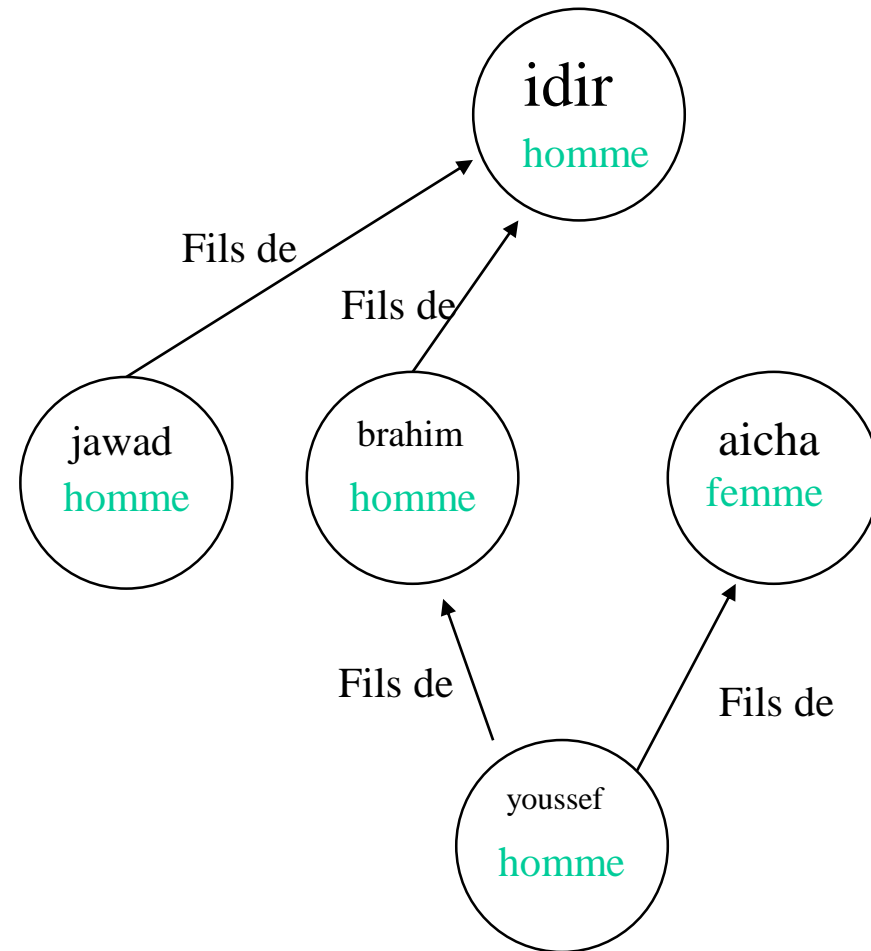 idir
homme
Fils de
Fils de
jawad
homme
brahim
homme
aicha
femme
Fils de
Fils de
youssef
homme